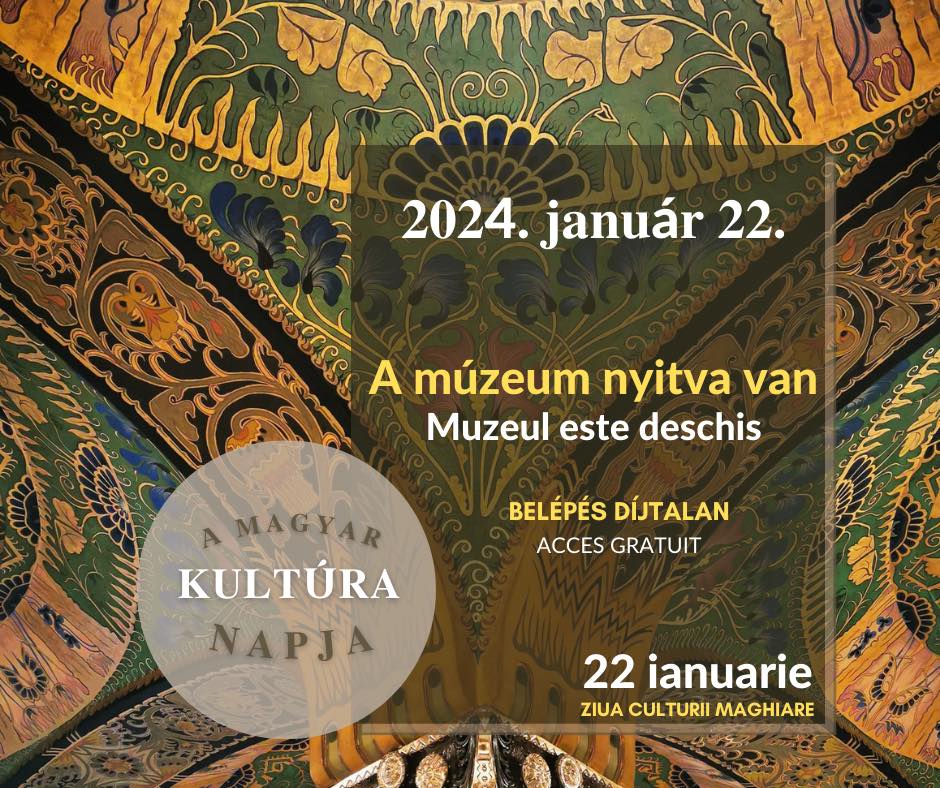 2024. január 22.
A múzeum nyitva van
Muzeul este deschis
BELÉPÉS DÍJTALAN
ACCES GRATUIT
A MAGYAR
KULTÚRA
NAPJA
22 ianuarie
ZIUA CULTURII MAGHIARE